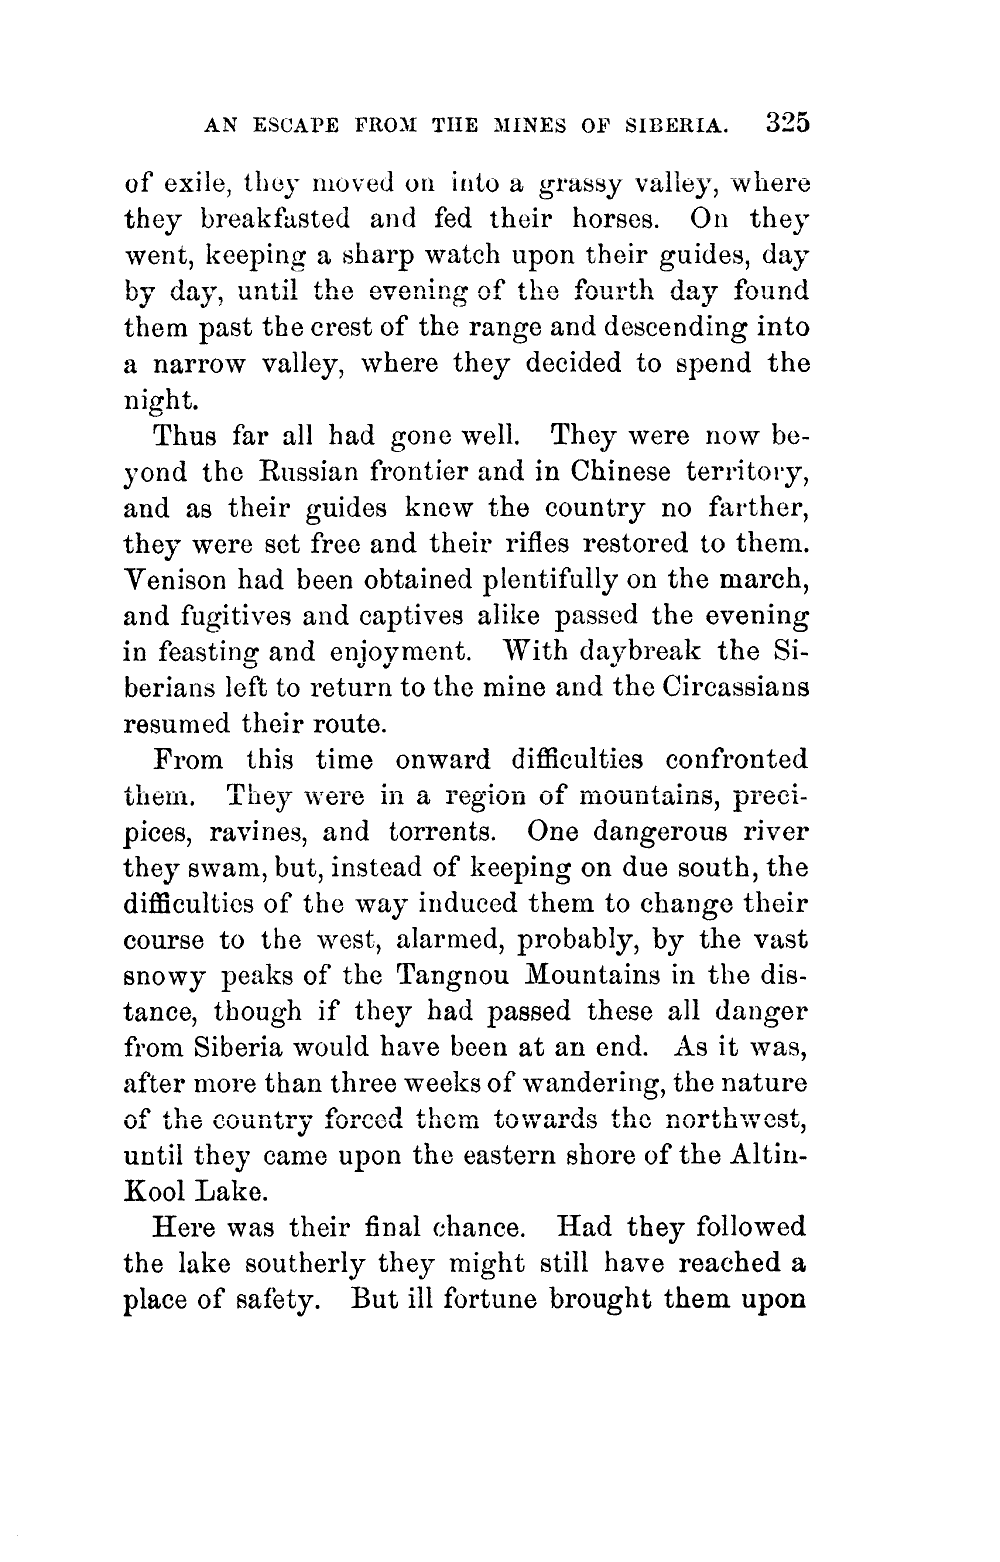 AN ESCAPE FROM THE MINES OF SIBERIA. 325
of exile, they moved on into a grassy valley, where
they breakfasted and fed their horses. On they
went, keeping a sharp watch upon their guides, day
by day, until the evening of the fourth day found
them past the crest of the range and descending into
a narrow valley, where they decided to spend the
night.
Thus far all had gone well. They were now be-
yond the Russian frontier and in Chinese territory,
and as their guides knew the country no farther,
they were set free and their rifles restored to them.
Venison had been obtained plentifully on the march,
and fugitives and captives alike passed the evening
in feasting and enjoyment. With daybreak the Si-
berians left to return to the mine and the Circassians
resumed their route.
From this time onward difficulties confronted
them. They were in a region of mountains, preci-
pices, ravines, and torrents. One dangerous river
they swam, but, instead of keeping on due south, the
difficulties of the way induced them to change their
course to the west, alarmed, probably, by the vast
snowy peaks of the Tangnou Mountains in the dis-
tance, though if they had passed these all danger
from Siberia would have been at an end. As it was,
after more than three weeks of wandering, the nature
of the country forced them towards the northwest,
until they came upon the eastern shore of the Altin-
Kool Lake.
Here was their final chance. Had they followed
the lake southerly they might still have reached a
place of safety. But ill fortune brought them upon